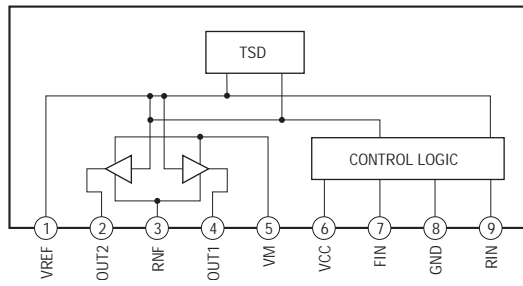 TSD
CONTROL LOGIC
1 2 3 4 5 6 7 8 9
VREF OUT2 RNF OUT1 VM VCC FIN GND RIN